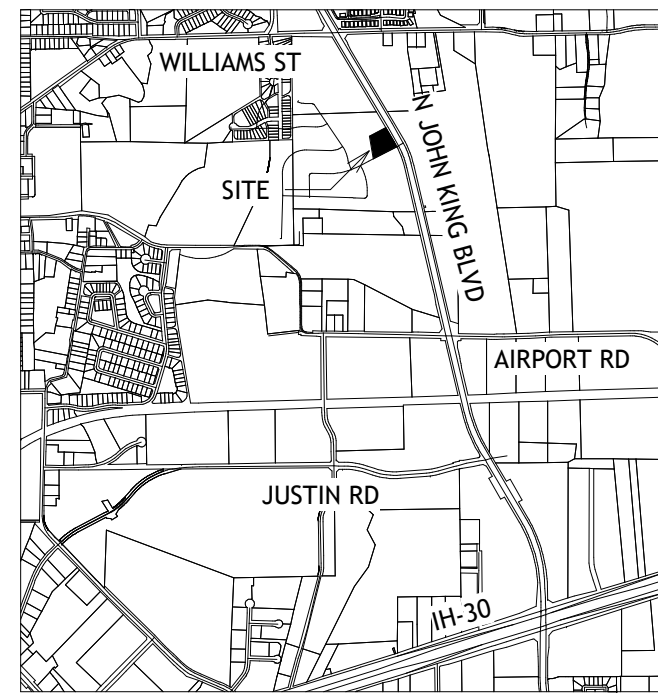 WILLIAMS ST
N JOHN KING BLVD
SITE
AIRPORT RD
JUSTIN RD
IH-30